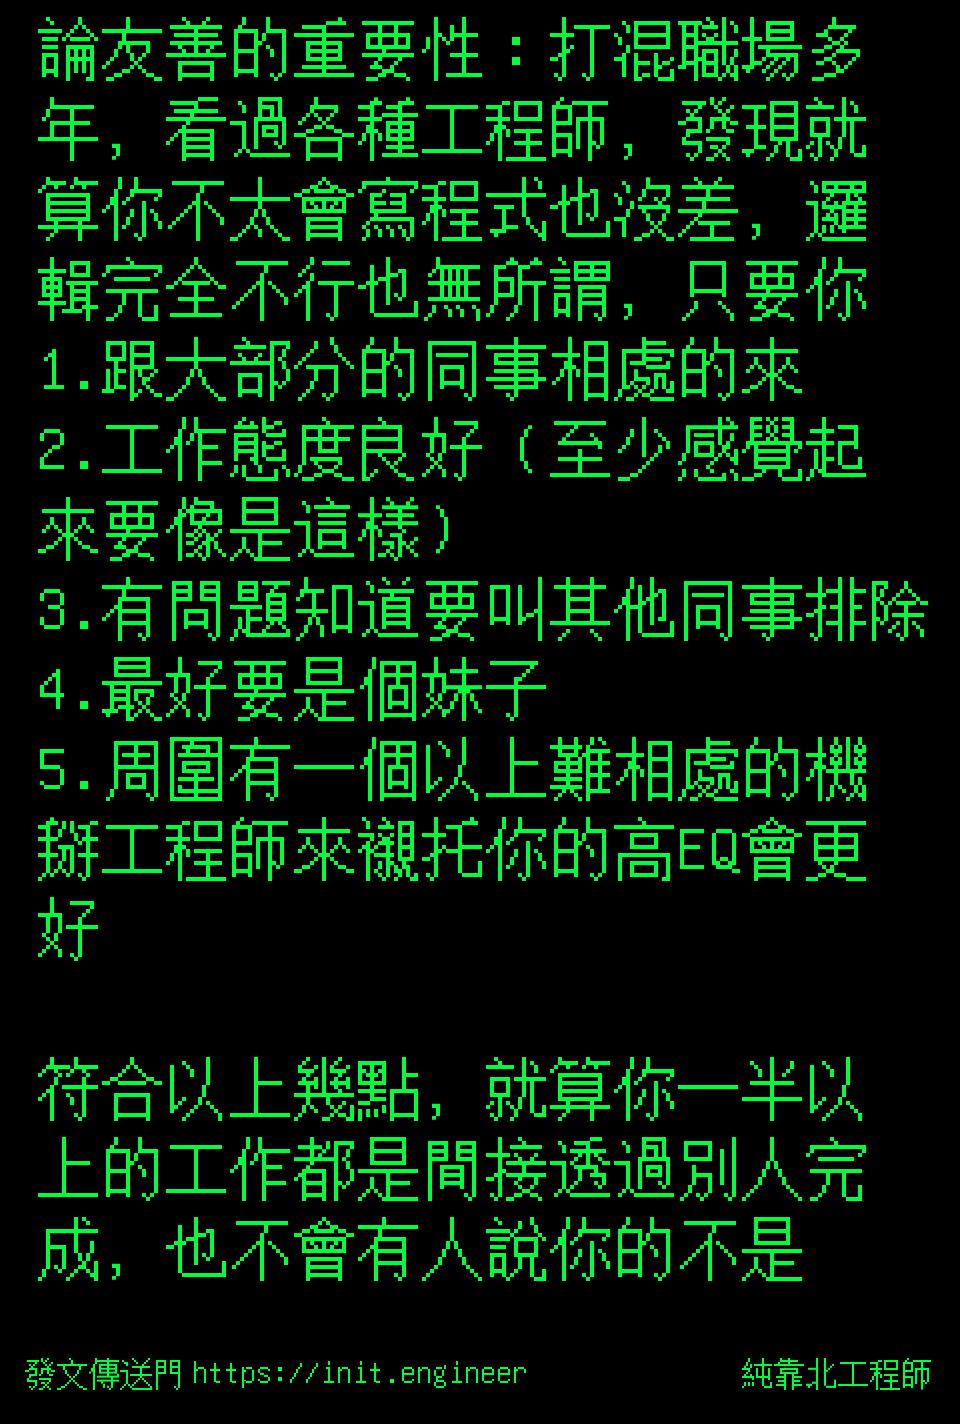 論友善的重要性：打混職場多
年，看過各種工程師，發現就
算你不太會寫程式也沒差，邏
輯完全不行也無所謂，只要你
1.跟大部分的同事相處的來
2.工作態度良好（至少感覺起
來要像是這樣）
3.有問題知道要叫其他同事排除
4.最好要是個妹子
5.周圍有一個以上難相處的機
掰工程師來襯托你的高EQ會更
好
符合以上幾點，就算你一半以
上的工作都是間接透過別人完
成，也不會有人說你的不是
發文傳送門 https://init.engineer 純靠北工程師